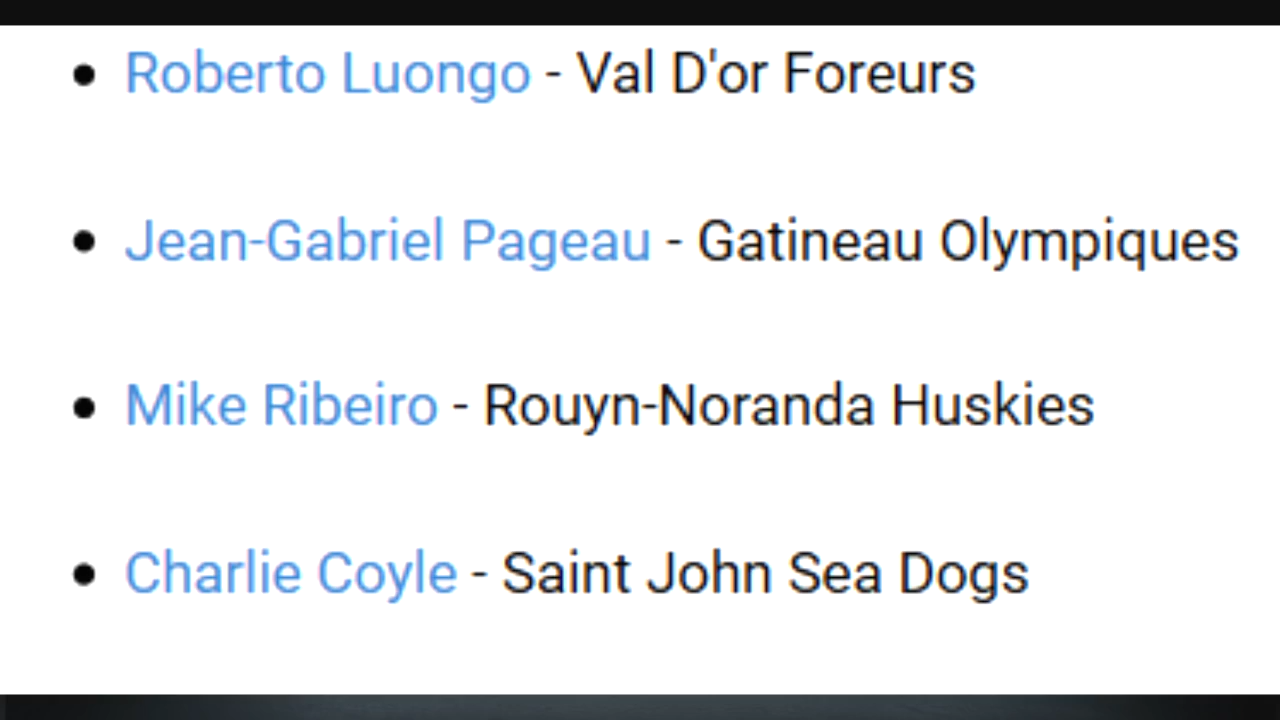 • Roberto Luongo - Val D'or Foreurs
• Jean-Gabriel Pageau - Gatineau Olympiques
• Mike Ribeiro - Rouyn-Noranda Huskies
• Charlie Coyle - Saint John Sea Dogs